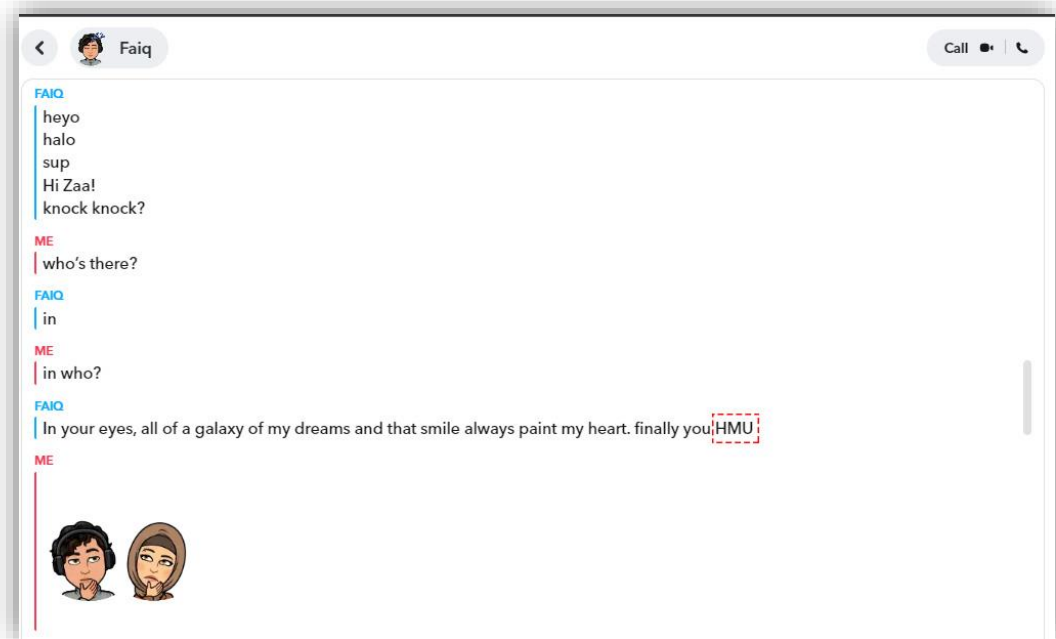 Faiq
Call
FAIQ
heyo
halo
sup
Hi Zaa!
knock knock?
ME
who's there?
FAIQ
in
ME
in who?
FAIQ
In your eyes, all of a galaxy of my dreams and that smile always paint my heart. finally you HMU
ME